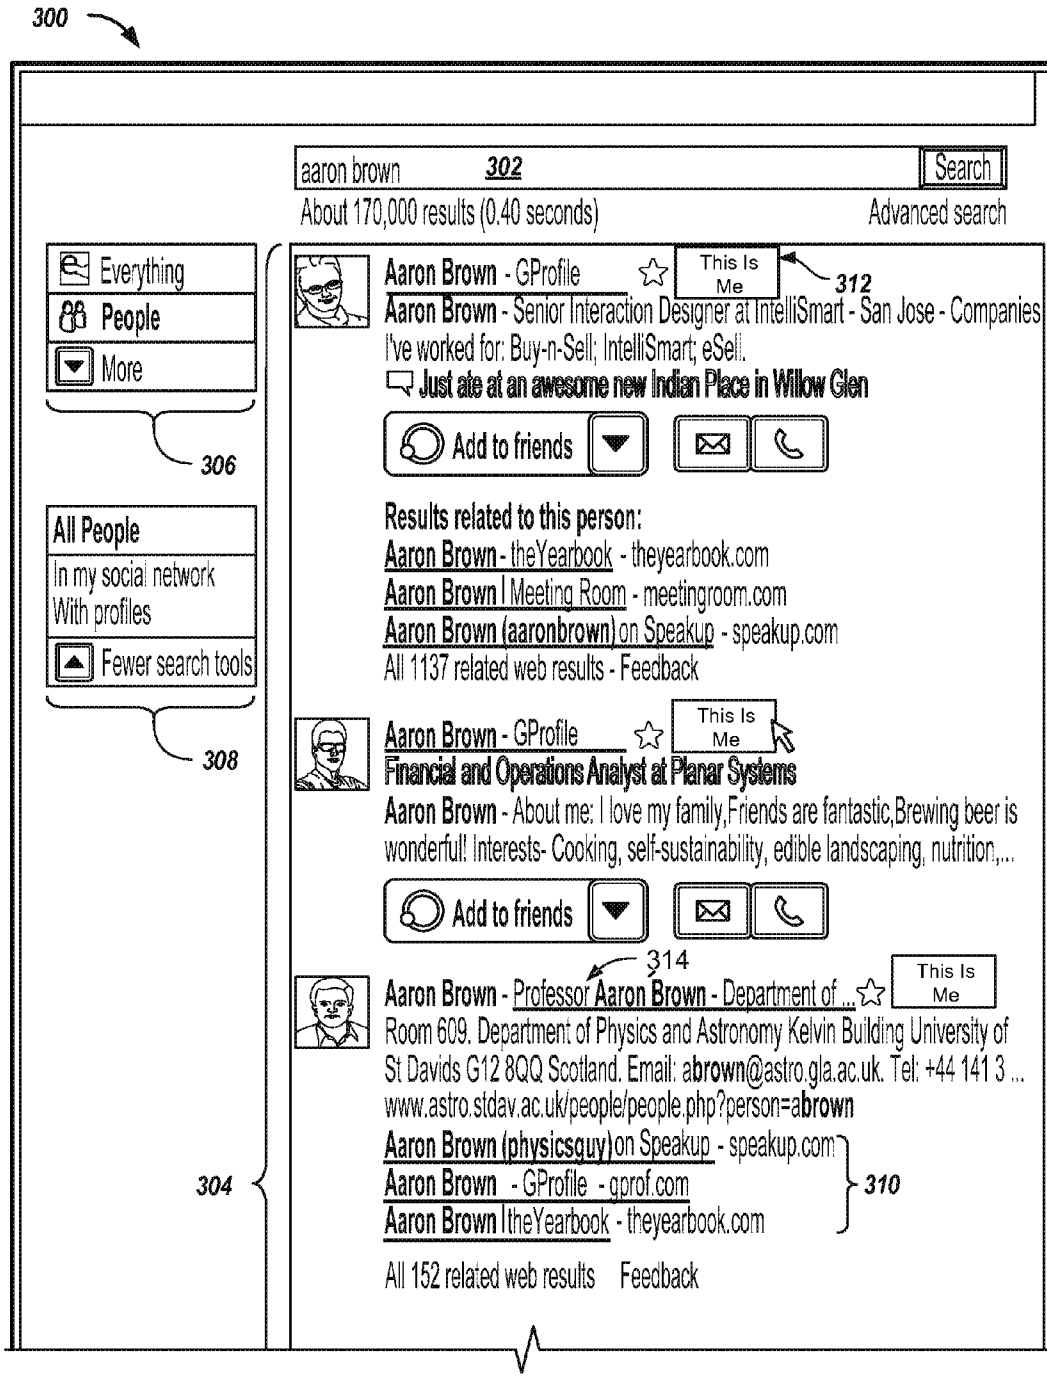 300
aaron brown 302 Search
About 170,000 results (0.40 seconds) Advanced search
Everything
People
More
306
All People
In my social network
With profiles
Fewer search tools
308
304
Aaron Brown - GProfile This Is Me 312
Aaron Brown - Senior Interaction Designer at IntelliSmart - San Jose - Companies
I've worked for: Buy-n-Sell; IntelliSmart; eSell.
Just ate at an awesome new Indian Place in Willow Glen
Add to friends
Results related to this person:
Aaron Brown - theYearbook - theyearbook.com
Aaron Brown | Meeting Room - meetingroom.com
Aaron Brown (aaronbrown) on Speakup - speakup.com
All 1137 related web results - Feedback
Aaron Brown - GProfile This Is Me
Financial and Operations Analyst at Planar Systems
Aaron Brown - About me: I love my family,Friends are fantastic,Brewing beer is
wonderful! Interests- Cooking, self-sustainability, edible landscaping, nutrition,...
Add to friends
314
Aaron Brown - Professor Aaron Brown - Department of ... This Is Me
Room 609. Department of Physics and Astronomy Kelvin Building University of
St Davids G12 8QQ Scotland. Email: abrown@astro.gla.ac.uk. Tel: +44 141 3 ...
www.astro.stdav.ac.uk/people/people.php?person=abrown
Aaron Brown (physicsguy) on Speakup - speakup.com
Aaron Brown - GProfile - gprof.com 310
Aaron Brown | theYearbook - theyearbook.com
All 152 related web results Feedback